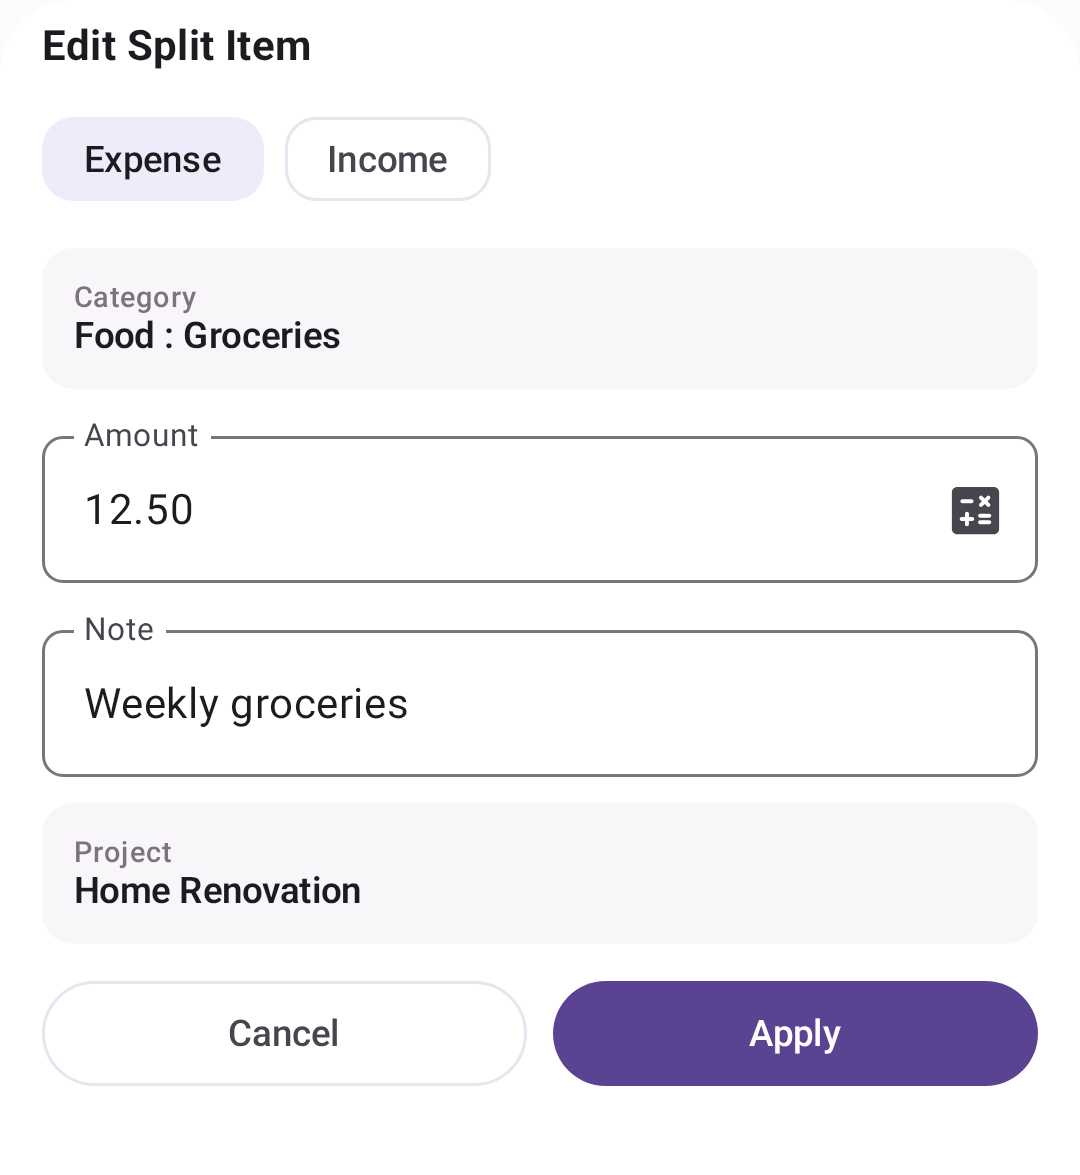 Edit Split Item
Expense
Income
Category
Food : Groceries
Amount
12.50
Note
Weekly groceries
Project
Home Renovation
Cancel
Apply